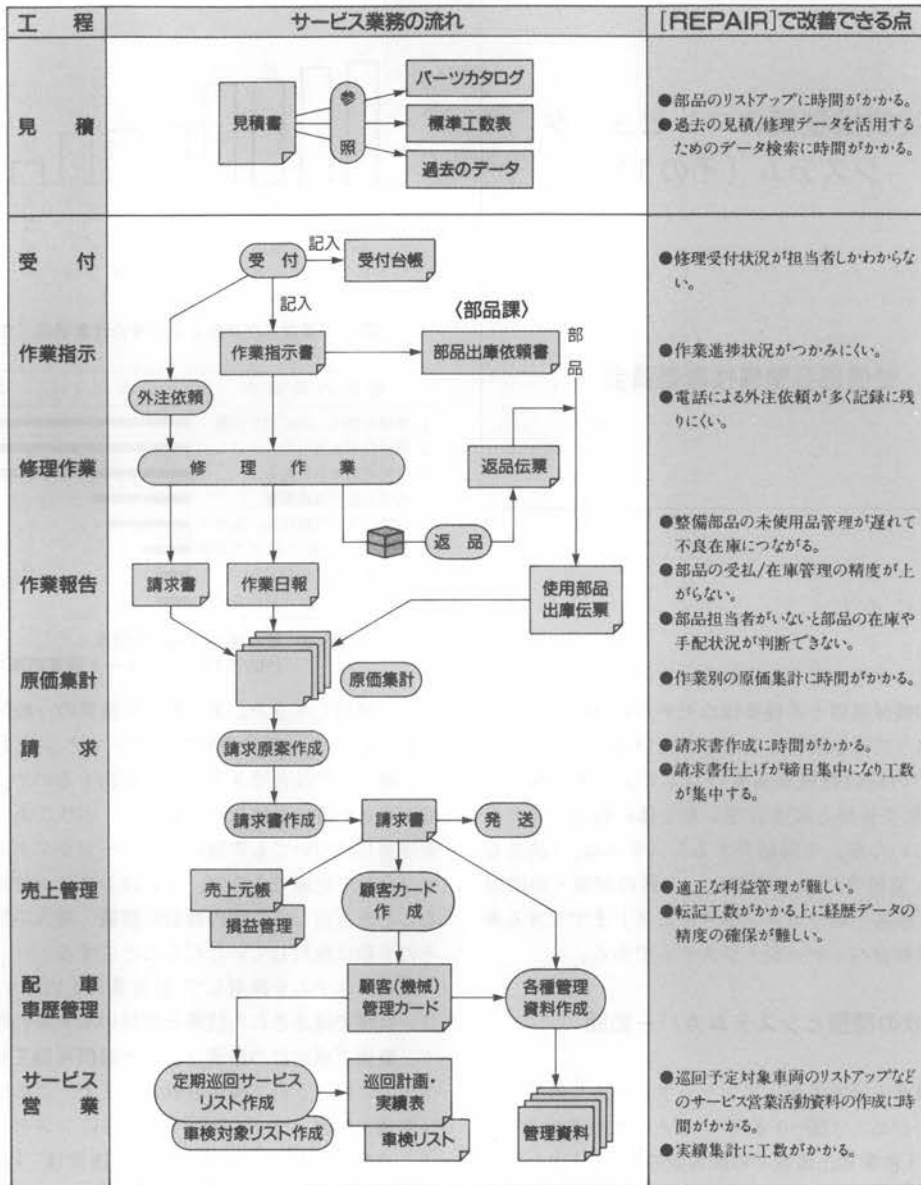 工 程
サービス業務の流れ
[REPAIR]で改善できる点
見 積
見積書
参
照
パーツカタログ
標準工数表
過去のデータ
●部品のリストアップに時間がかかる。
●過去の見積/修理データを活用する
ためのデータ検索に時間がかかる。
受 付
受 付
記入
受付台帳
記入
●修理受付状況が担当者しかわからな
い。
作業指示
作業指示書
〈部品課〉
部品出庫依頼書
部
品
外注依頼
●作業進捗状況がつかみにくい。
●電話による外注依頼が多く記録に残
りにくい。
修理作業
修 理 作 業
返品伝票
返 品
作業報告
請求書
作業日報
使用部品
出庫伝票
●整備部品の未使用品管理が遅れて
不良在庫につながる。
●部品の受払/在庫管理の精度が上
がらない。
●部品担当者がいないと部品の在庫や
手配状況が判断できない。
原価集計
原価集計
●作業別の原価集計に時間がかかる。
請 求
請求原案作成
請求書作成
請求書
発 送
●請求書作成に時間がかかる。
●請求書仕上げが締日集中になり工数
が集中する。
売上管理
売上元帳
損益管理
顧客カード
作 成
●適正な利益管理が難しい。
●転記工数がかかる上に経歴データの
精度の確保が難しい。
配 車
車歴管理
顧客(機械)
管理カード
各種管理
資料作成
サービス
営 業
定期巡回サービス
リスト作成
車検対象リスト作成
巡回計画・
実績表
車検リスト
管理資料
●巡回予定対象車両のリストアップなど
のサービス営業活動資料の作成に時
間がかかる。
●実績集計に工数がかかる。